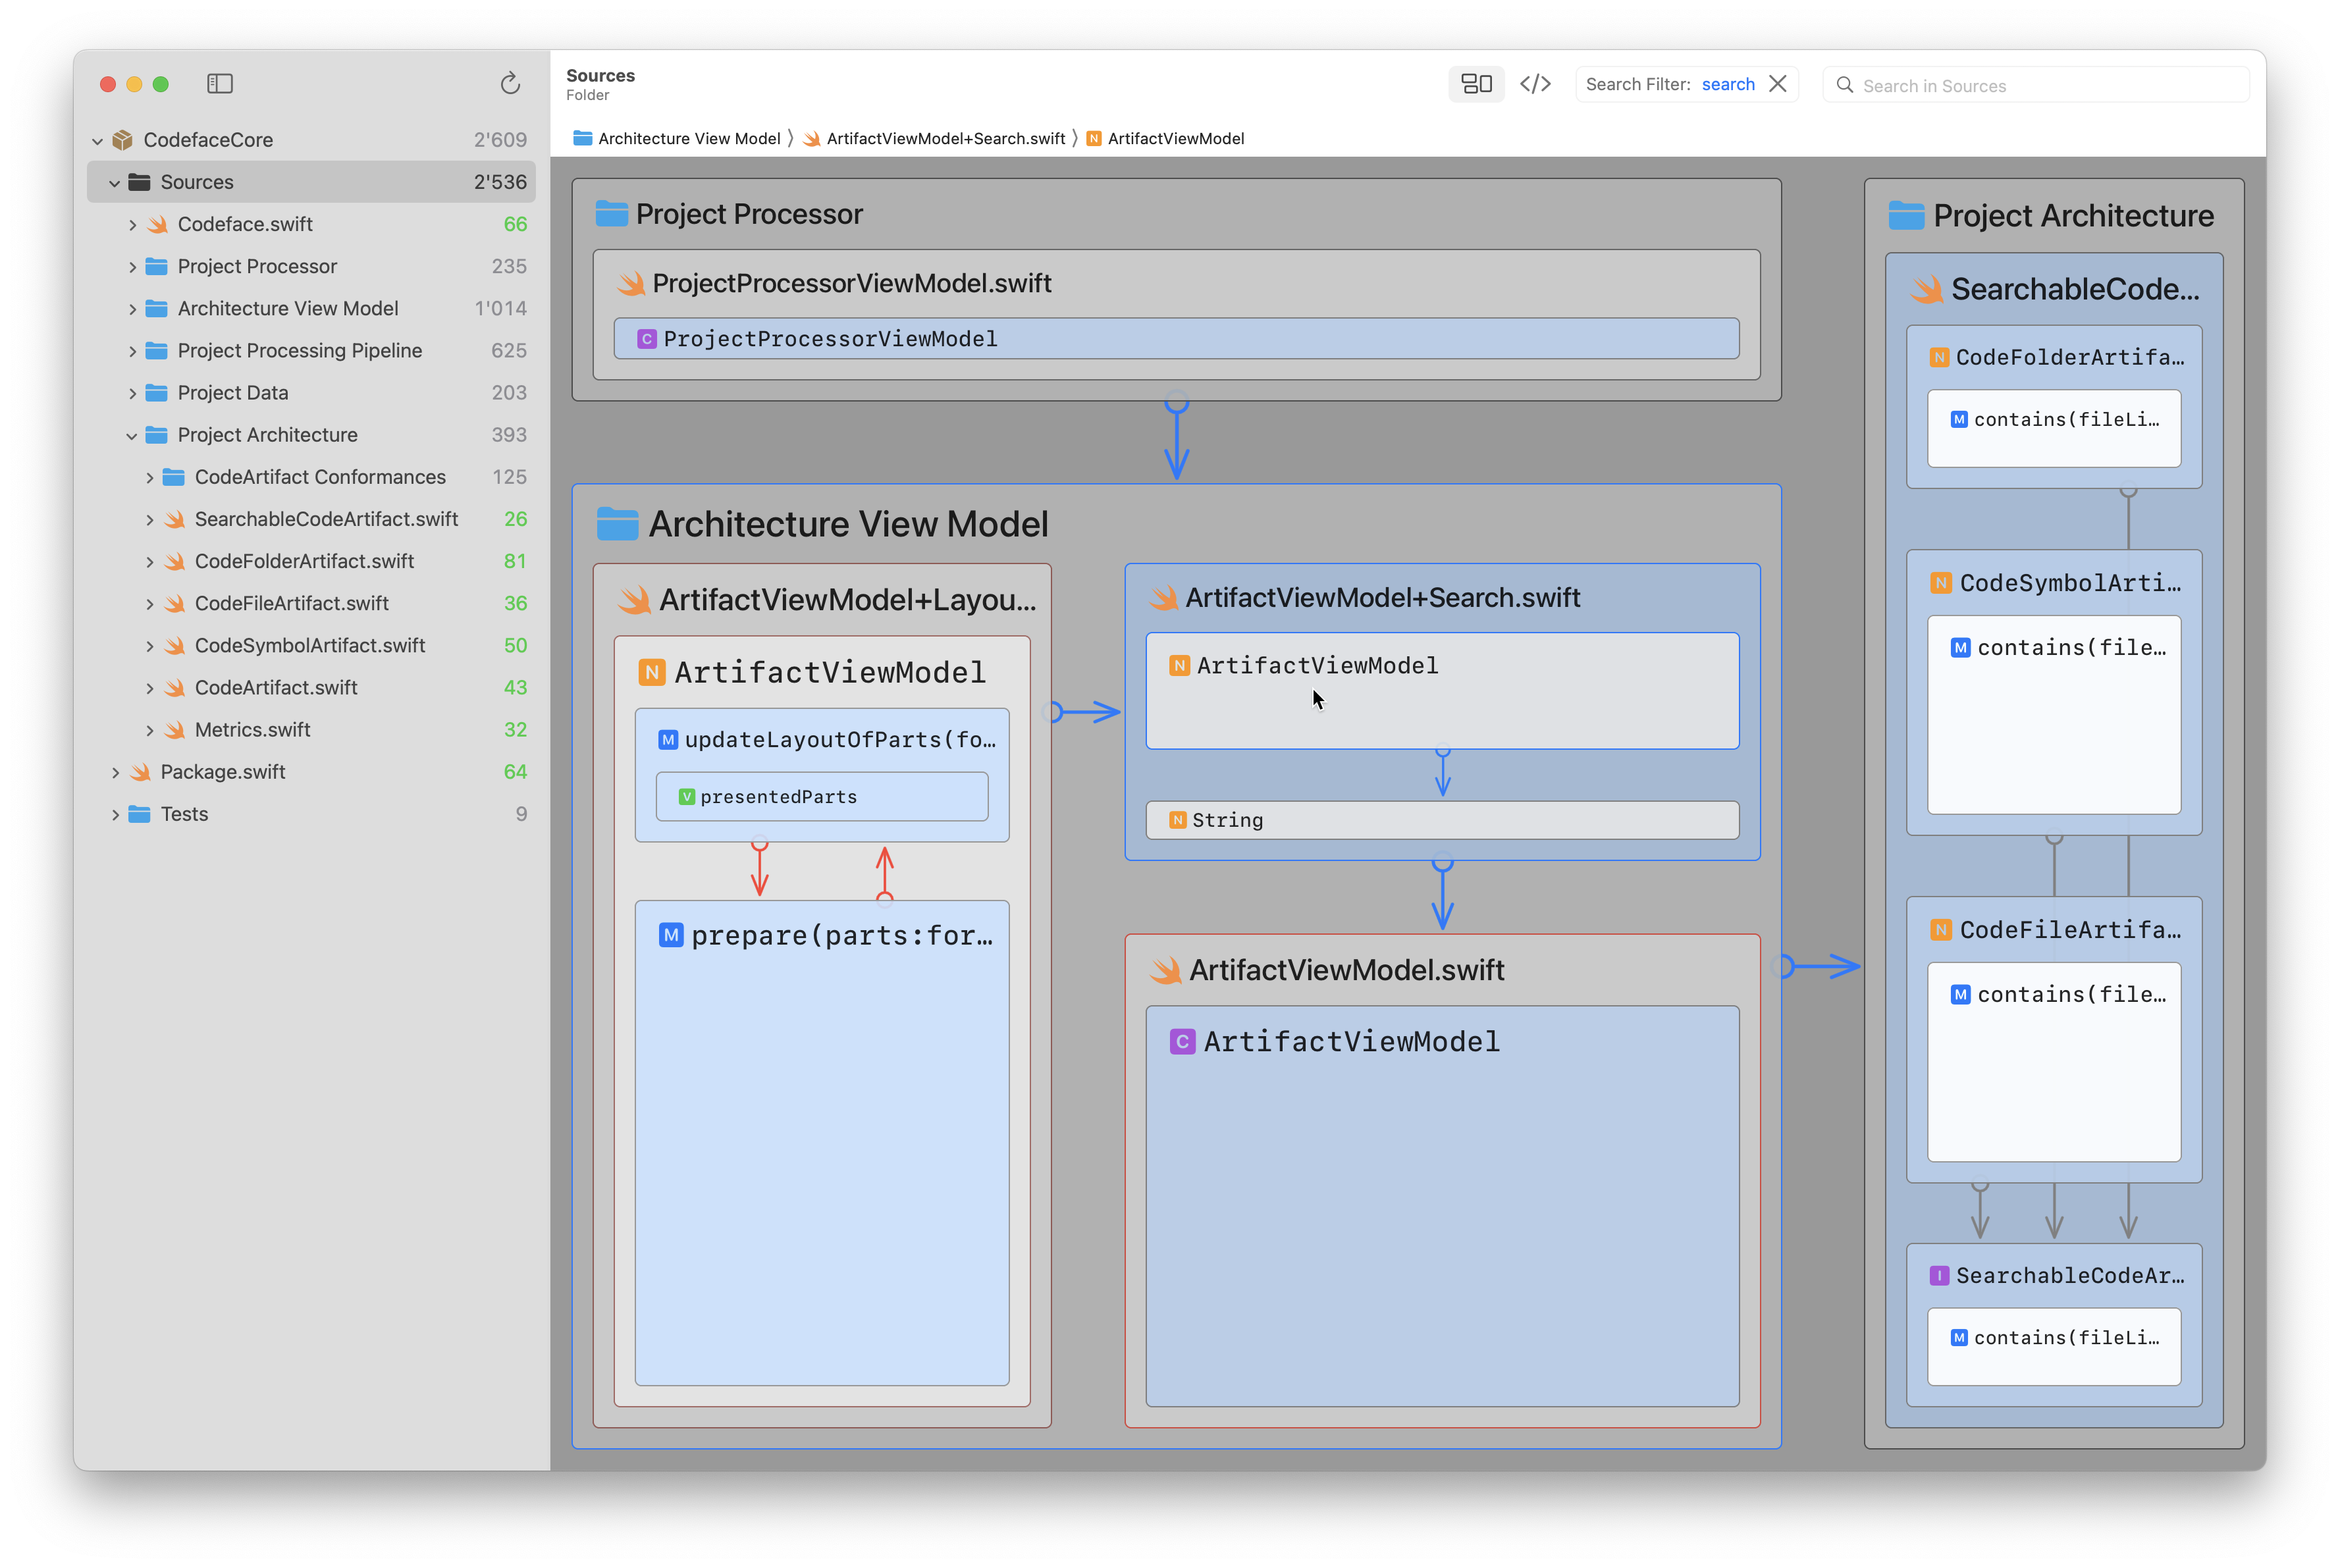 Sources
Folder
Search Filter: search
Search in Sources
Architecture View Model
ArtifactViewModel+Search.swift
N ArtifactViewModel
CodefaceCore 2'609
Sources 2'536
Codeface.swift 66
Project Processor 235
Architecture View Model 1'014
Project Processing Pipeline 625
Project Data 203
Project Architecture 393
CodeArtifact Conformances 125
SearchableCodeArtifact.swift 26
CodeFolderArtifact.swift 81
CodeFileArtifact.swift 36
CodeSymbolArtifact.swift 50
CodeArtifact.swift 43
Metrics.swift 32
Package.swift 64
Tests 9
Project Processor
ProjectProcessorViewModel.swift
C ProjectProcessorViewModel
Architecture View Model
ArtifactViewModel+Layou...
N ArtifactViewModel
M updateLayoutOfParts(fo...
V presentedParts
M prepare(parts:for...
ArtifactViewModel+Search.swift
N ArtifactViewModel
N String
ArtifactViewModel.swift
C ArtifactViewModel
Project Architecture
SearchableCode...
N CodeFolderArtifa...
M contains(fileLi...
N CodeSymbolArti...
M contains(file...
N CodeFileArtifa...
M contains(file...
I SearchableCodeAr...
M contains(fileLi...